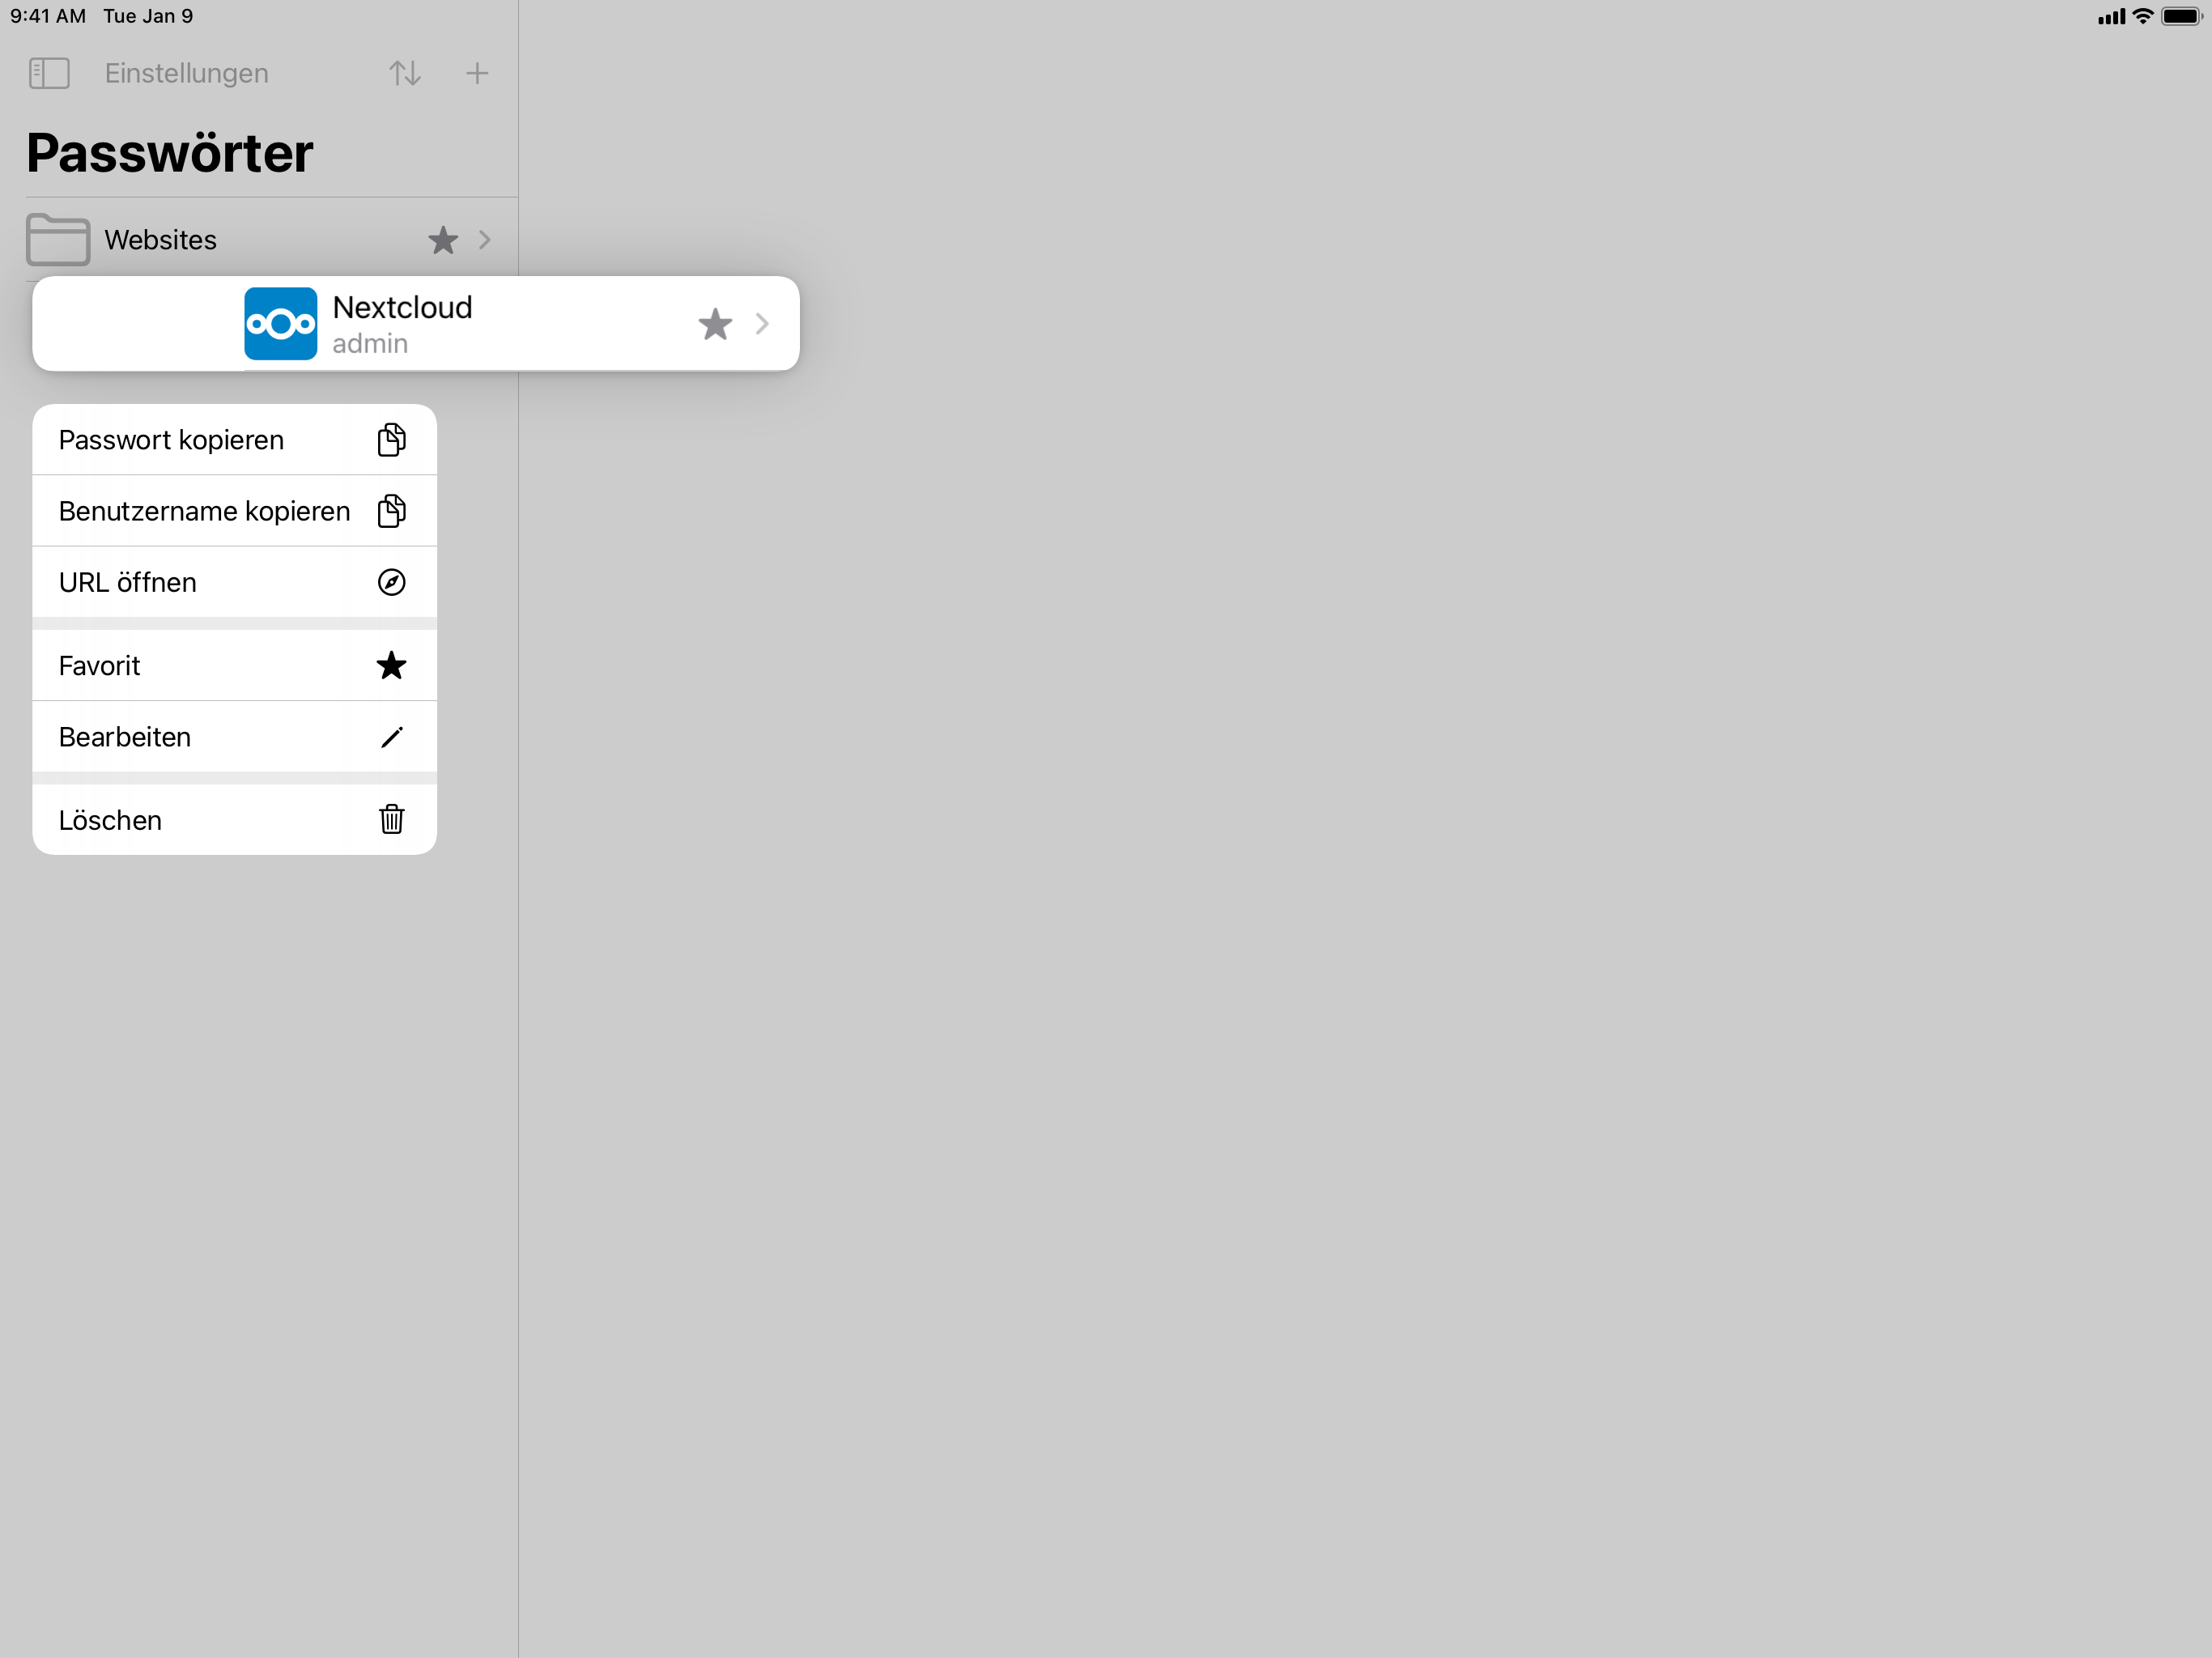 9:41 AM Tue Jan 9
Einstellungen
Passwörter
Websites
Nextcloud
admin
Passwort kopieren
Benutzername kopieren
URL öffnen
Favorit
Bearbeiten
Löschen